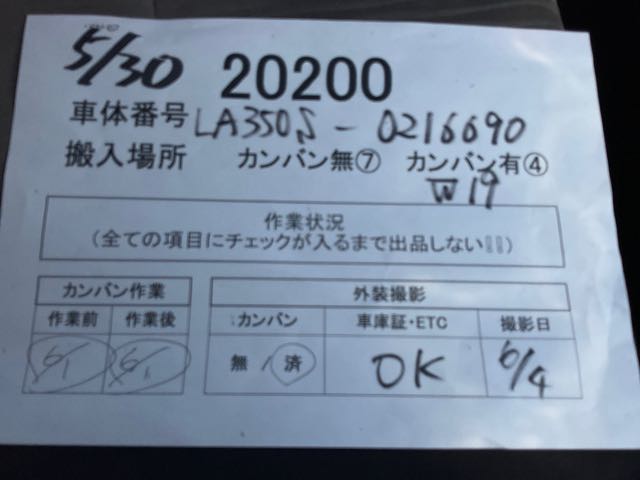 5/30 20200
車体番号 LA350S - 0216690
搬入場所 カンバン無⑦ カンバン有④
W19
作業状況
(全ての項目にチェックが入るまで出品しない!!)
カンバン作業 外装撮影
作業前 作業後 カンバン 車庫証・ETC 撮影日
6/1 6/1 無 / 済 OK 6/4